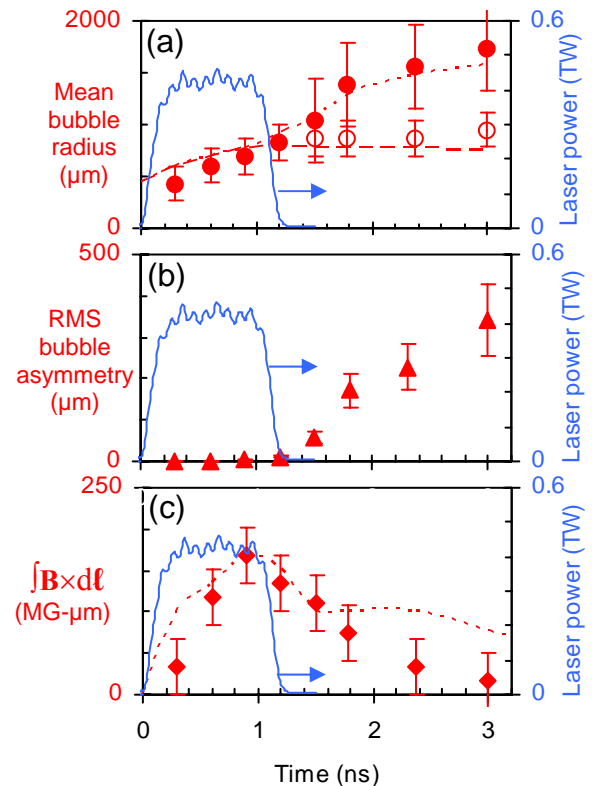 2000
(a)
0.6
Mean
bubble
radius
(μm)
Laser power (TW)
0
0
500
(b)
0.6
RMS
bubble
asymmetry
(μm)
Laser power (TW)
0
0
250
(c)
0.6
∫B×dℓ
(MG-μm)
Laser power (TW)
0
0
0 1 2 3
Time (ns)